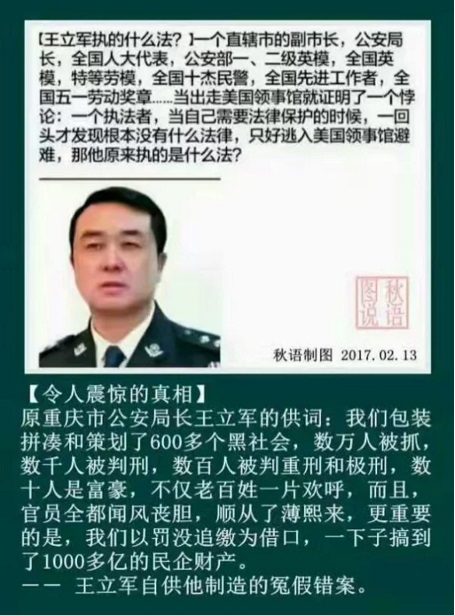 【王立军执的什么法？】一个直辖市的副市长，公安局
长，全国人大代表，公安部一、二级英模，全国英
模，特等劳模，全国十杰民警，全国先进工作者，全
国五一劳动奖章……当出走美国领事馆就证明了一个悖
论：一个执法者，当自己需要法律保护的时候，一回
头才发现根本没有什么法律，只好逃入美国领事馆避
难，那他原来执的是什么法？
秋语
图说
秋语制图 2017.02.13
【令人震惊的真相】
原重庆市公安局长王立军的供词：我们包装
拼凑和策划了600多个黑社会，数万人被抓，
数千人被判刑，数百人被判重刑和极刑，数
十人是富豪，不仅老百姓一片欢呼，而且，
官员全都闻风丧胆，顺从了薄熙来，更重要
的是，我们以罚没追缴为借口，一下子搞到
了1000多亿的民企财产。
—— 王立军自供他制造的冤假错案。